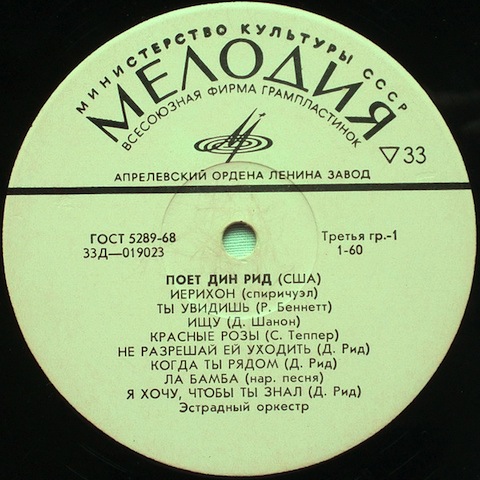 МИНИСТЕРСТВО КУЛЬТУРЫ СССР
МЕЛОДИЯ
ВСЕСОЮЗНАЯ ФИРМА ГРАМПЛАСТИНОК
▽33
АПРЕЛЕВСКИЙ ОРДЕНА ЛЕНИНА ЗАВОД
ГОСТ 5289-68 Третья гр.-1
33Д—019023 1-60
ПОЕТ ДИН РИД (США)
ИЕРИХОН (спиричуэл)
ТЫ УВИДИШЬ (Р. Беннетт)
ИЩУ (Д. Шанон)
КРАСНЫЕ РОЗЫ (С. Теппер)
НЕ РАЗРЕШАЙ ЕЙ УХОДИТЬ (Д. Рид)
КОГДА ТЫ РЯДОМ (Д. Рид)
ЛА БАМБА (нар. песня)
Я ХОЧУ, ЧТОБЫ ТЫ ЗНАЛ (Д. Рид)
Эстрадный оркестр